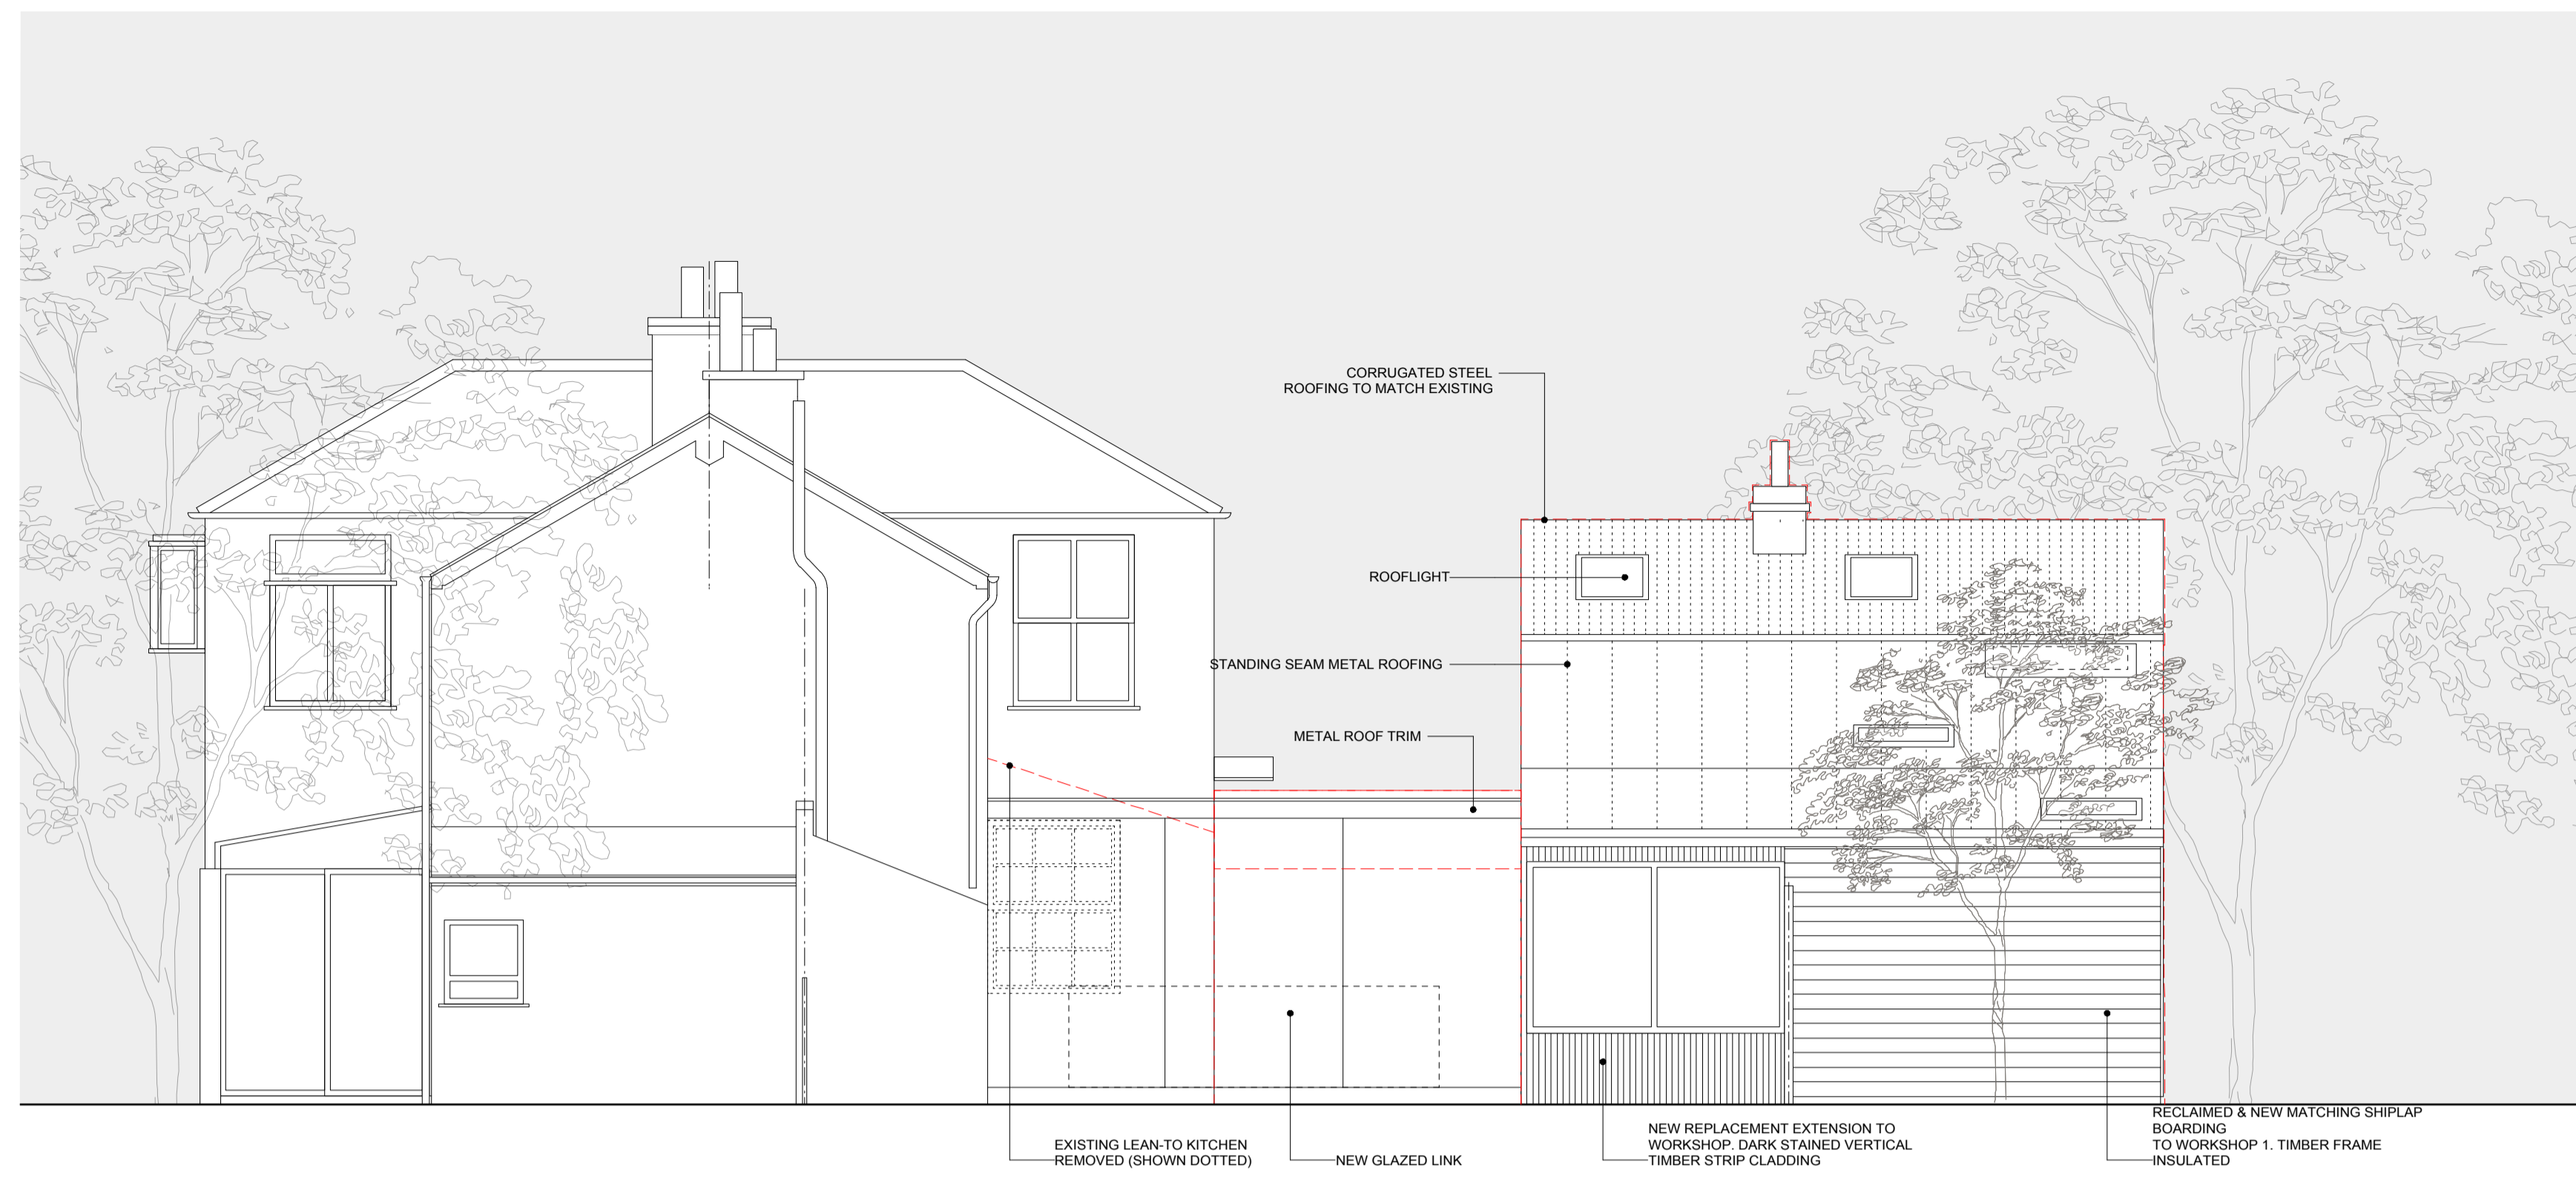 CORRUGATED STEEL
ROOFING TO MATCH EXISTING
ROOFLIGHT
STANDING SEAM METAL ROOFING
METAL ROOF TRIM
EXISTING LEAN-TO KITCHEN
REMOVED (SHOWN DOTTED)
NEW GLAZED LINK
NEW REPLACEMENT EXTENSION TO
WORKSHOP. DARK STAINED VERTICAL
TIMBER STRIP CLADDING
RECLAIMED & NEW MATCHING SHIPLAP
BOARDING
TO WORKSHOP 1. TIMBER FRAME
INSULATED